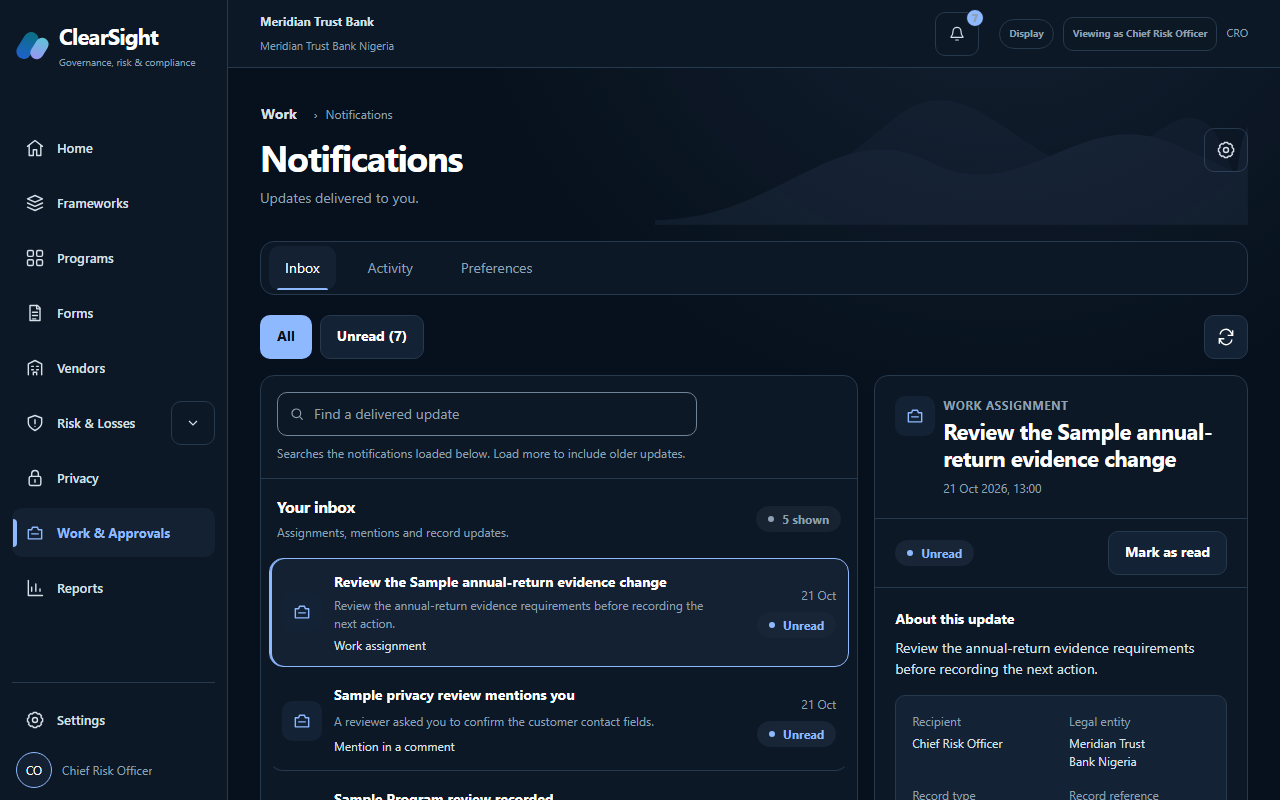 ClearSight
Governance, risk & compliance
Home
Frameworks
Programs
Forms
Vendors
Risk & Losses
Privacy
Work & Approvals
Reports
Settings
CO
Chief Risk Officer
Meridian Trust Bank
Meridian Trust Bank Nigeria
7
Display
Viewing as Chief Risk Officer
CRO
Work › Notifications
Notifications
Updates delivered to you.
Inbox
Activity
Preferences
All
Unread (7)
Find a delivered update
Searches the notifications loaded below. Load more to include older updates.
Your inbox
Assignments, mentions and record updates.
5 shown
Review the Sample annual-return evidence change
Review the annual-return evidence requirements before recording the
next action.
Work assignment
21 Oct
Unread
Sample privacy review mentions you
A reviewer asked you to confirm the customer contact fields.
Mention in a comment
21 Oct
Unread
Sample Program review recorded
WORK ASSIGNMENT
Review the Sample annual-
return evidence change
21 Oct 2026, 13:00
Unread
Mark as read
About this update
Review the annual-return evidence requirements
before recording the next action.
Recipient
Chief Risk Officer
Legal entity
Meridian Trust
Bank Nigeria
Record type
Record reference